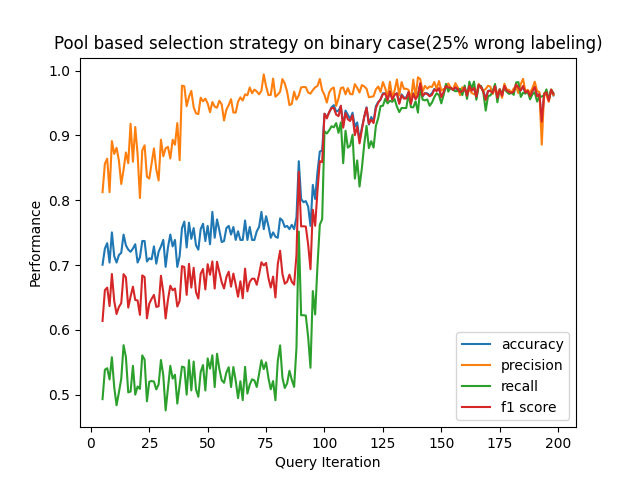 Pool based selection strategy on binary case(25% wrong labeling)
1.0
0.9
0.8
0.7
0.6
0.5
Performance
0
25
50
75
100
125
150
175
200
Query Iteration
accuracy
precision
recall
f1 score